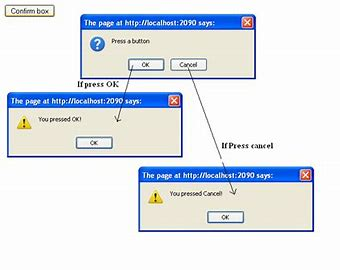 Confirm box
The page at http://localhost:2090 says:
Press a button
OK
Cancel
If press OK
The page at http://localhost:2090 says:
You pressed OK!
OK
If Press cancel
The page at http://localhost:2090 says:
You pressed Cancel!
OK